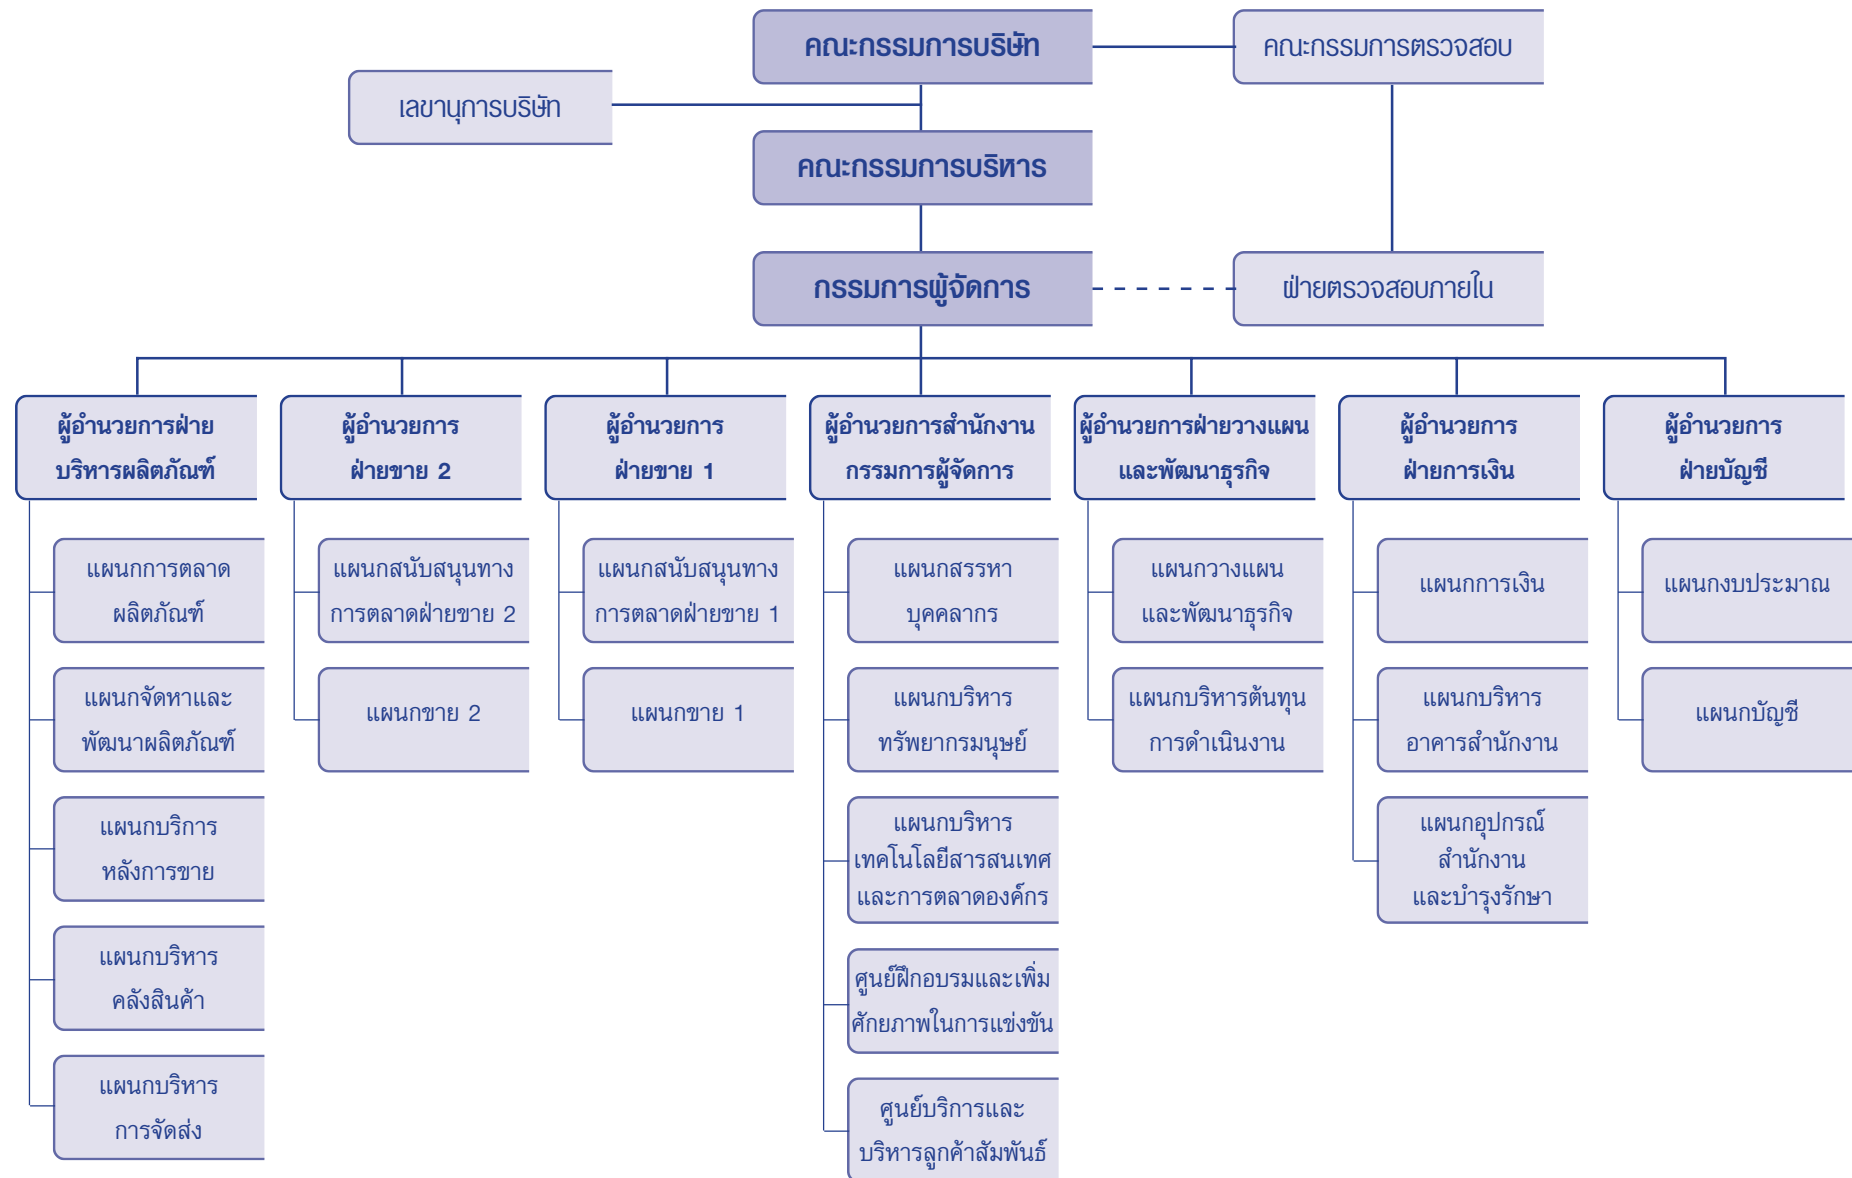 คณะกรรมการบริษัท
คณะกรรมการตรวจสอบ
เลขานุการบริษัท
คณะกรรมการบริหาร
กรรมการผู้จัดการ
ฝ่ายตรวจสอบภายใน
ผู้อำนวยการฝ่าย
บริหารผลิตภัณฑ์
แผนกการตลาด
ผลิตภัณฑ์
แผนกจัดหาและ
พัฒนาผลิตภัณฑ์
แผนกบริการ
หลังการขาย
แผนกบริหาร
คลังสินค้า
แผนกบริหาร
การจัดส่ง
ผู้อำนวยการ
ฝ่ายขาย 2
แผนกสนับสนุนทาง
การตลาดฝ่ายขาย 2
แผนกขาย 2
ผู้อำนวยการ
ฝ่ายขาย 1
แผนกสนับสนุนทาง
การตลาดฝ่ายขาย 1
แผนกขาย 1
ผู้อำนวยการสำนักงาน
กรรมการผู้จัดการ
แผนกสรรหา
บุคคลากร
แผนกบริหาร
ทรัพยากรมนุษย์
แผนกบริหาร
เทคโนโลยีสารสนเทศ
และการตลาดองค์กร
ศูนย์ฝึกอบรมและเพิ่ม
ศักยภาพในการแข่งขัน
ศูนย์บริการและ
บริหารลูกค้าสัมพันธ์
ผู้อำนวยการฝ่ายวางแผน
และพัฒนาธุรกิจ
แผนกวางแผน
และพัฒนาธุรกิจ
แผนกบริหารต้นทุน
การดำเนินงาน
ผู้อำนวยการ
ฝ่ายการเงิน
แผนกการเงิน
แผนกบริหาร
อาคารสำนักงาน
แผนกอุปกรณ์
สำนักงาน
และบำรุงรักษา
ผู้อำนวยการ
ฝ่ายบัญชี
แผนกงบประมาณ
แผนกบัญชี